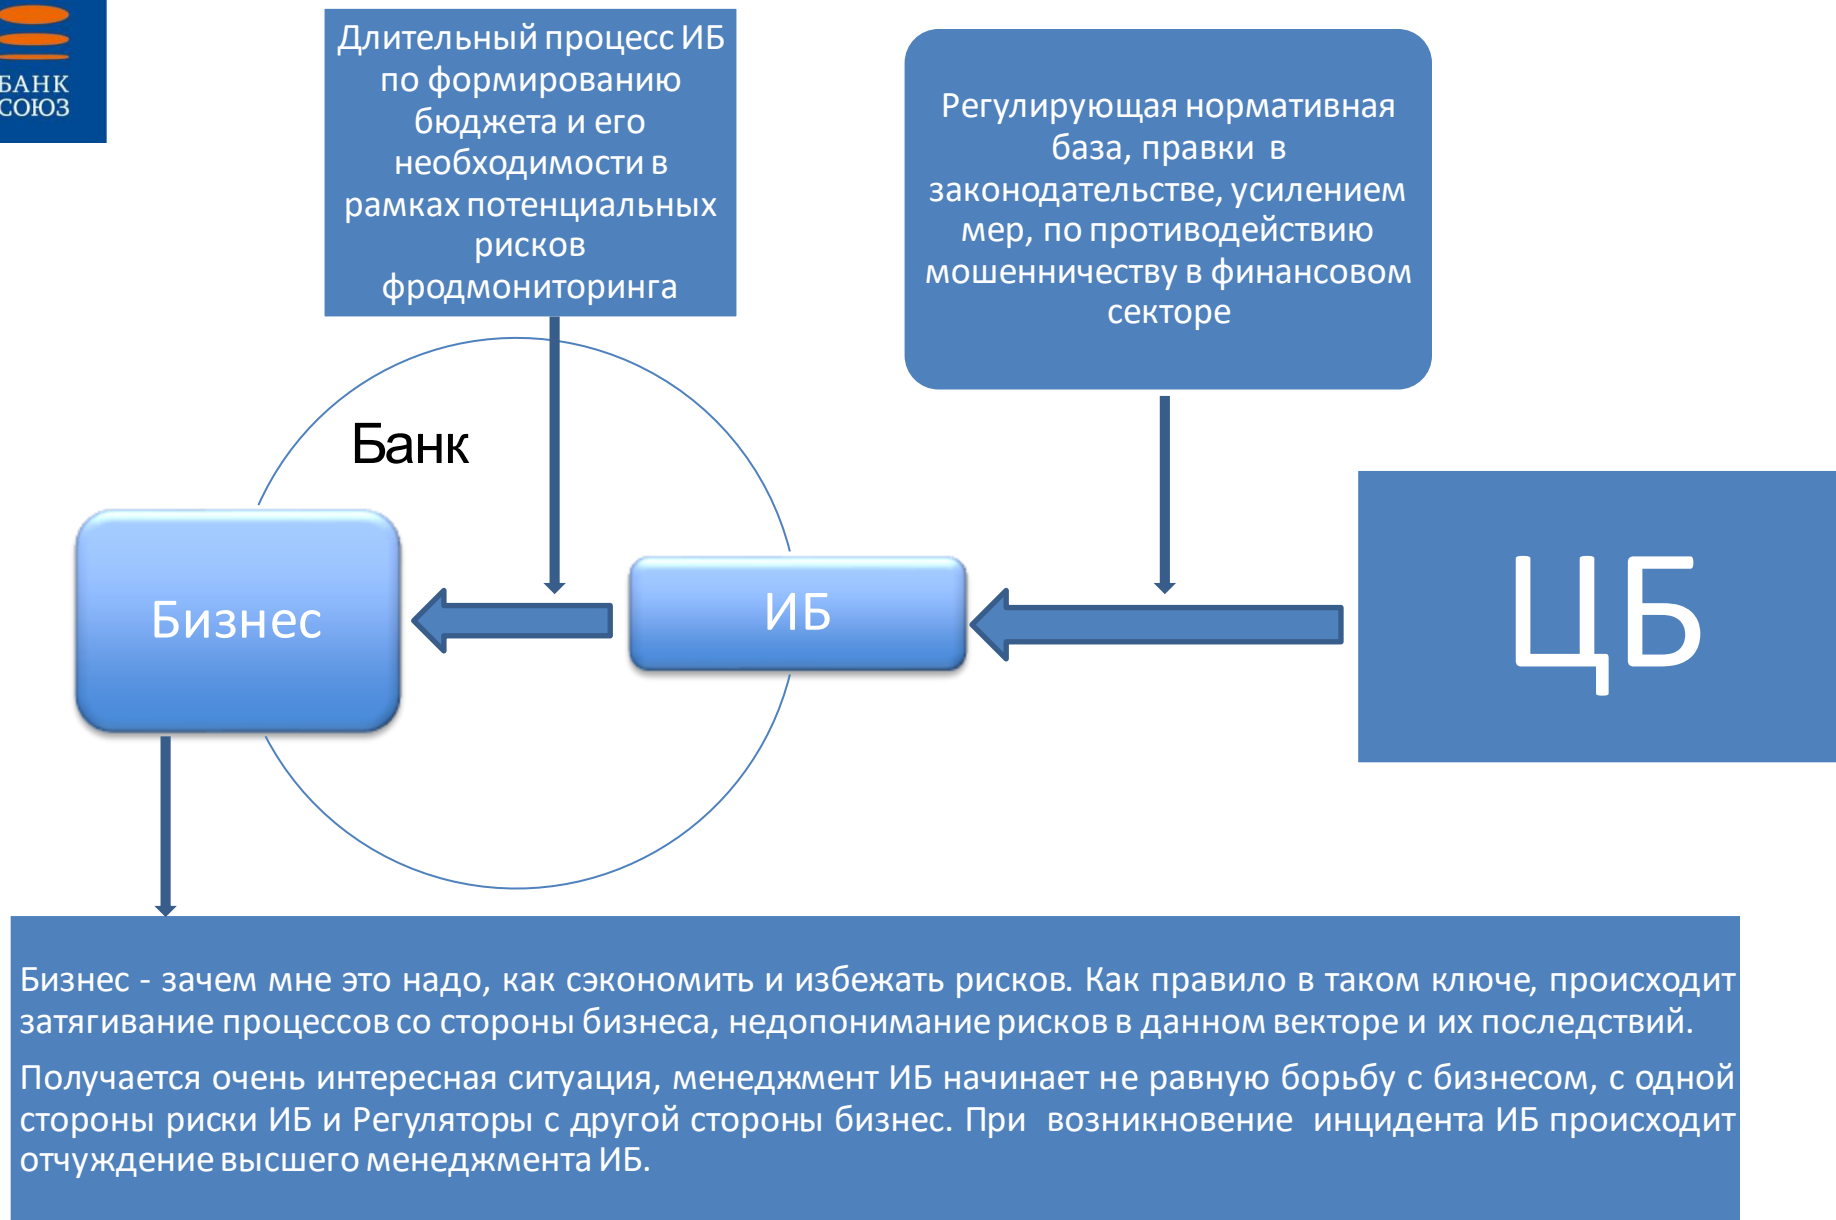 БАНК
СОЮЗ
Длительный процесс ИБ
по формированию
бюджета и его
необходимости в
рамках потенциальных
рисков
фродмониторинга
Регулирующая нормативная
база, правки в
законодательстве, усилением
мер, по противодействию
мошенничеству в финансовом
секторе
Банк
Бизнес
ИБ
ЦБ
Бизнес - зачем мне это надо, как сэкономить и избежать рисков. Как правило в таком ключе, происходит
затягивание процессов со стороны бизнеса, недопонимание рисков в данном векторе и их последствий.
Получается очень интересная ситуация, менеджмент ИБ начинает не равную борьбу с бизнесом, с одной
стороны риски ИБ и Регуляторы с другой стороны бизнес. При возникновение инцидента ИБ происходит
отчуждение высшего менеджмента ИБ.